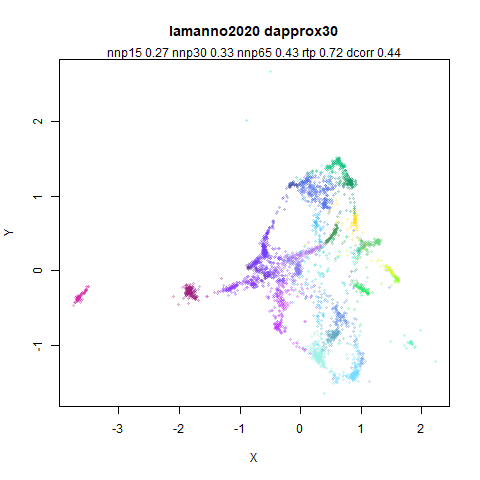 lamanno2020 dapprox30
nnp15 0.27 nnp30 0.33 nnp65 0.43 rtp 0.72 dcorr 0.44
2
1
0
-1
Y
-3 -2 -1 0 1 2
X